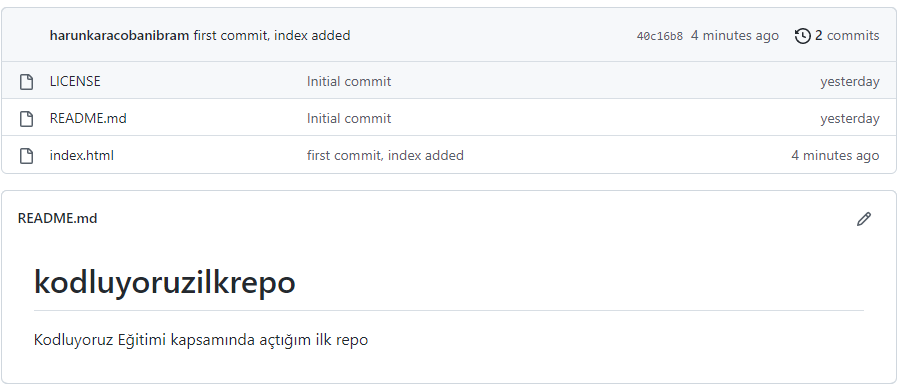 harunkaracobanibram first commit, index added 40c16b8 4 minutes ago 2 commits
LICENSE Initial commit yesterday
README.md Initial commit yesterday
index.html first commit, index added 4 minutes ago
README.md
kodluyoruzilkrepo
Kodluyoruz Eğitimi kapsamında açtığım ilk repo